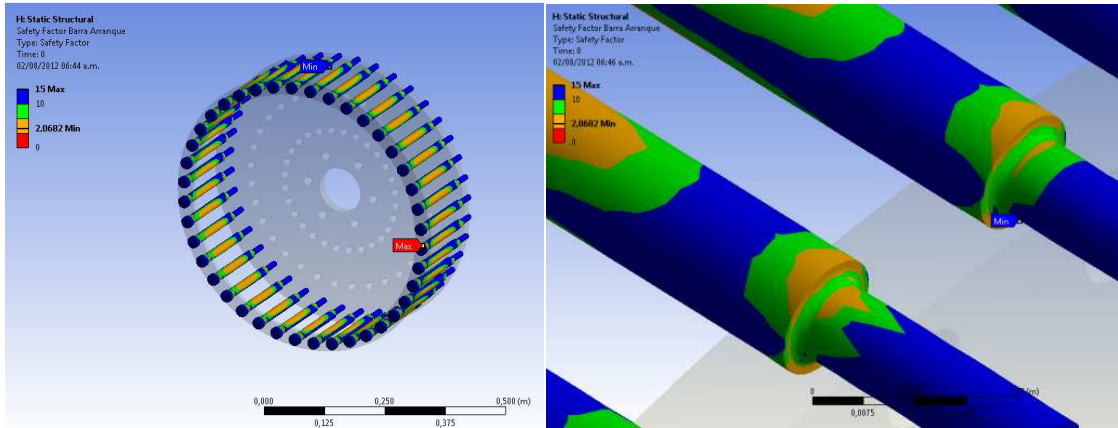 H: Static Structural
Safety Factor Barra Arranque
Type: Safety Factor
Time: 0
02/08/2012 06:44 a.m.
15 Max
10
2,0682 Min
0
Min
Max
0,000
0,250
0,500 (m)
0,125
0,375
H: Static Structural
Safety Factor Barra Arranque
Type: Safety Factor
Time: 0
02/08/2012 06:46 a.m.
15 Max
10
2,0682 Min
0
Min
0
(m)
0,0075